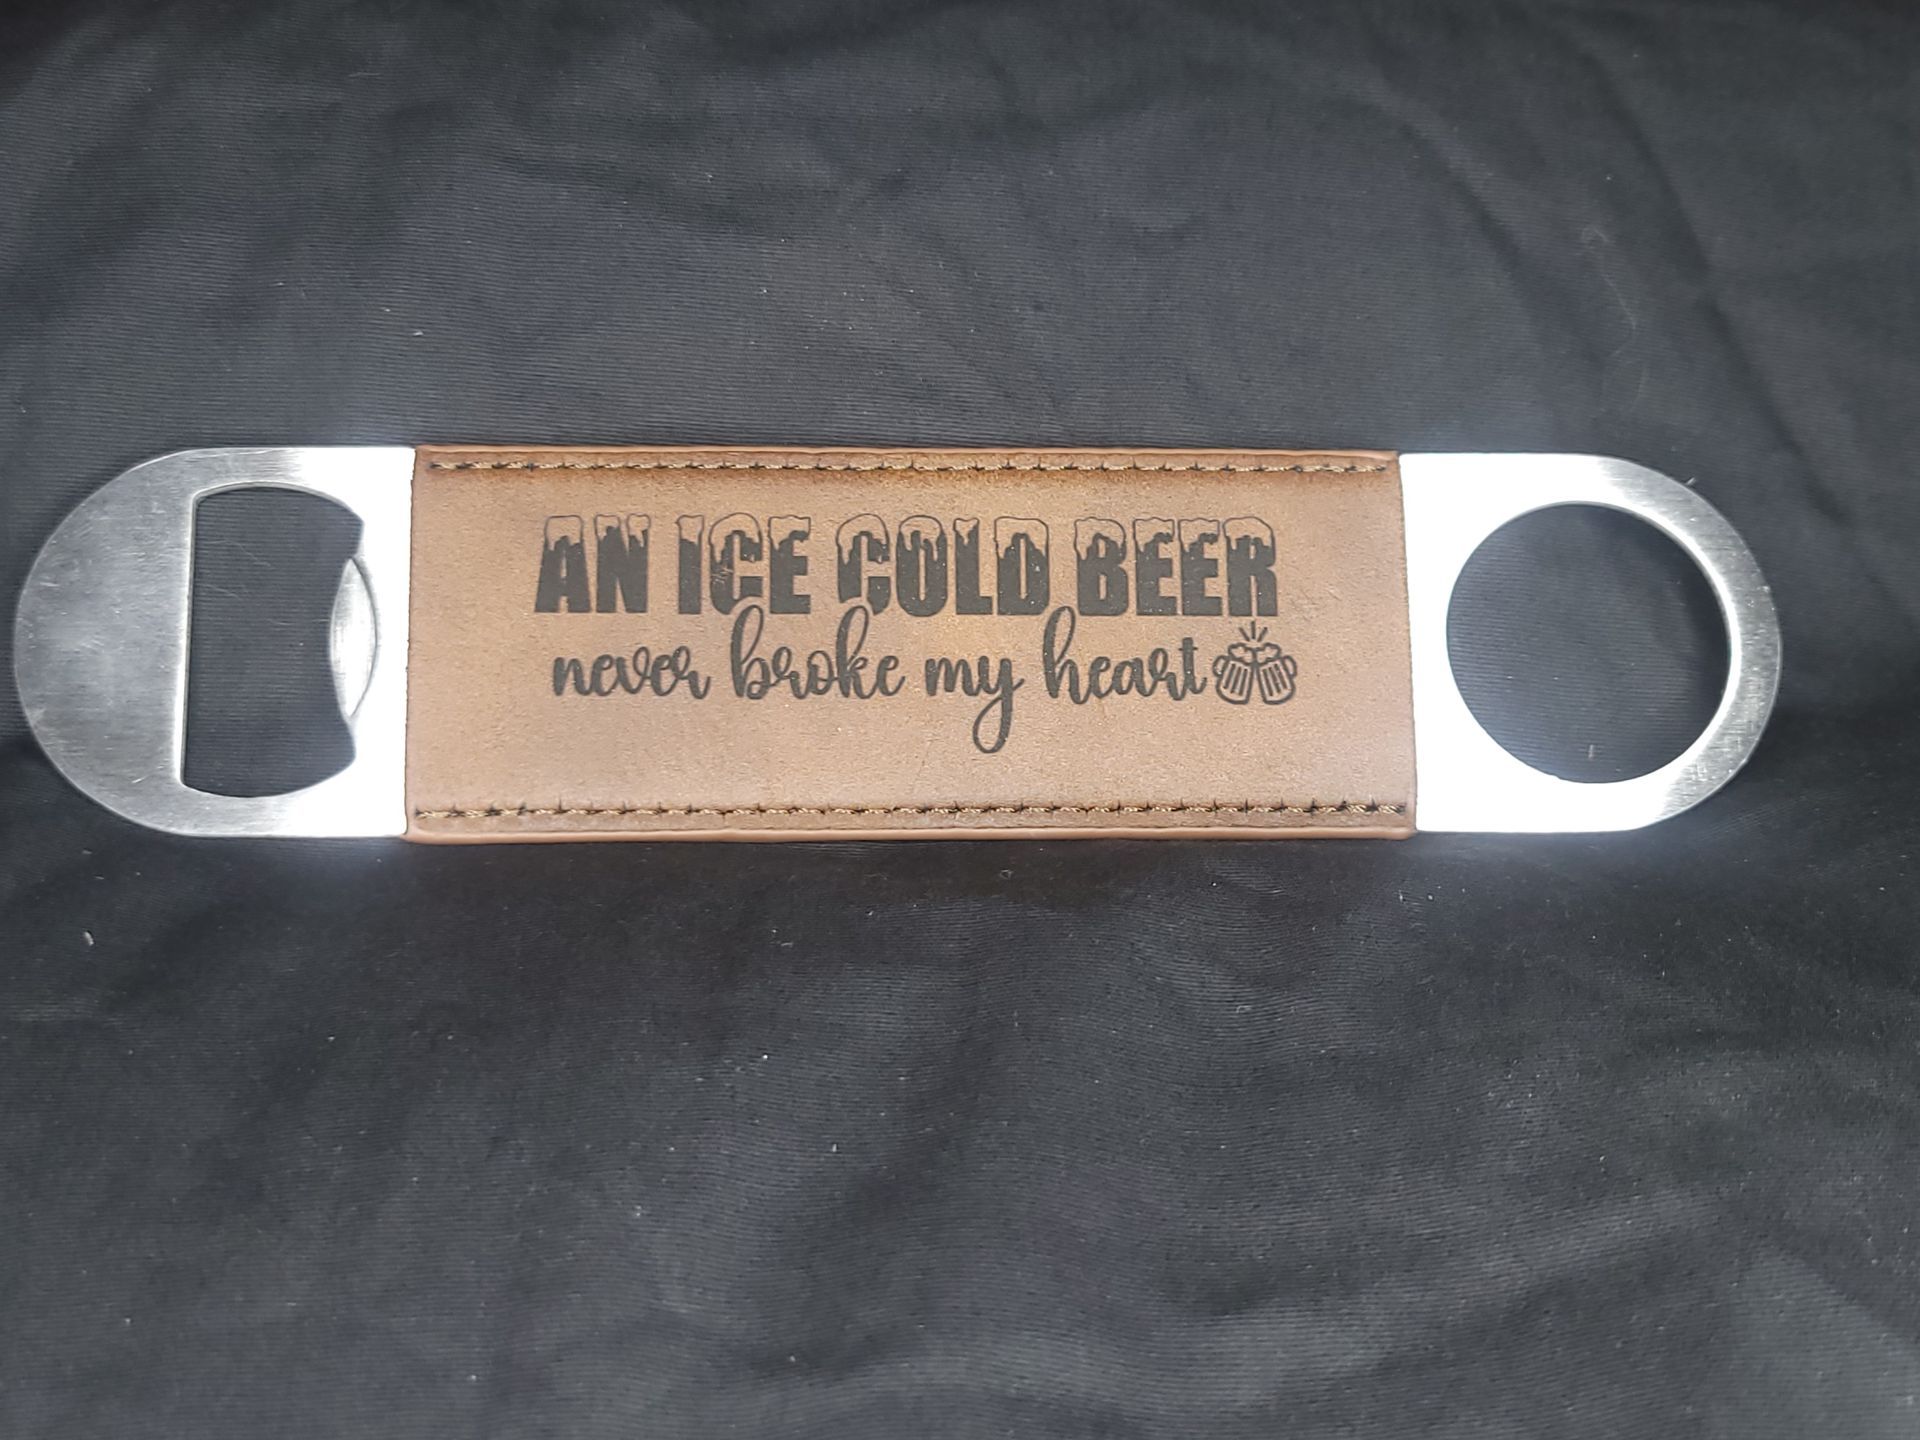 AN ICE COLD BEER
never broke my heart